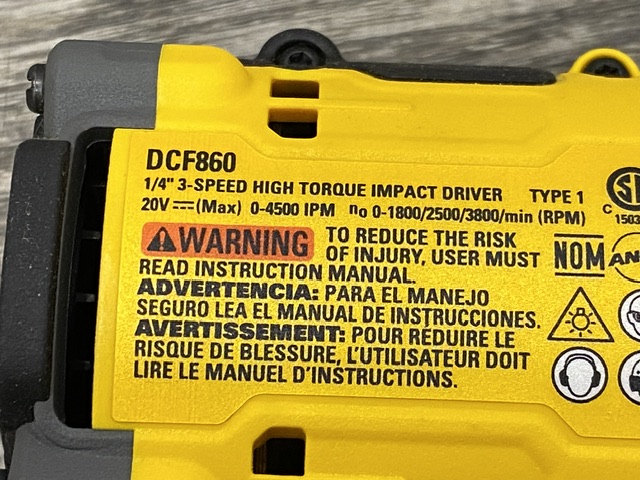 DCF860
1/4" 3-SPEED HIGH TORQUE IMPACT DRIVER TYPE 1
20V ⎓ (Max) 0-4500 IPM n0 0-1800/2500/3800/min (RPM)
C
⚠WARNING TO REDUCE THE RISK
OF INJURY, USER MUST
READ INSTRUCTION MANUAL.
NOM
ADVERTENCIA: PARA EL MANEJO
SEGURO LEA EL MANUAL DE INSTRUCCIONES.
AVERTISSEMENT: POUR RÉDUIRE LE
RISQUE DE BLESSURE, L'UTILISATEUR DOIT
LIRE LE MANUEL D'INSTRUCTIONS.